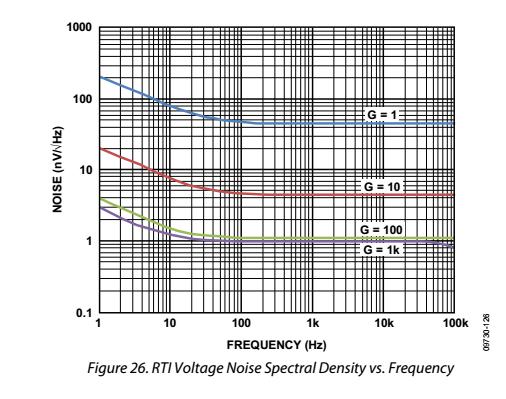 1000
100
10
1
0.1
NOISE (nV/√Hz)
G = 1
G = 10
G = 100
G = 1k
1 10 100 1k 10k 100k
FREQUENCY (Hz)
09730-126
Figure 26. RTI Voltage Noise Spectral Density vs. Frequency